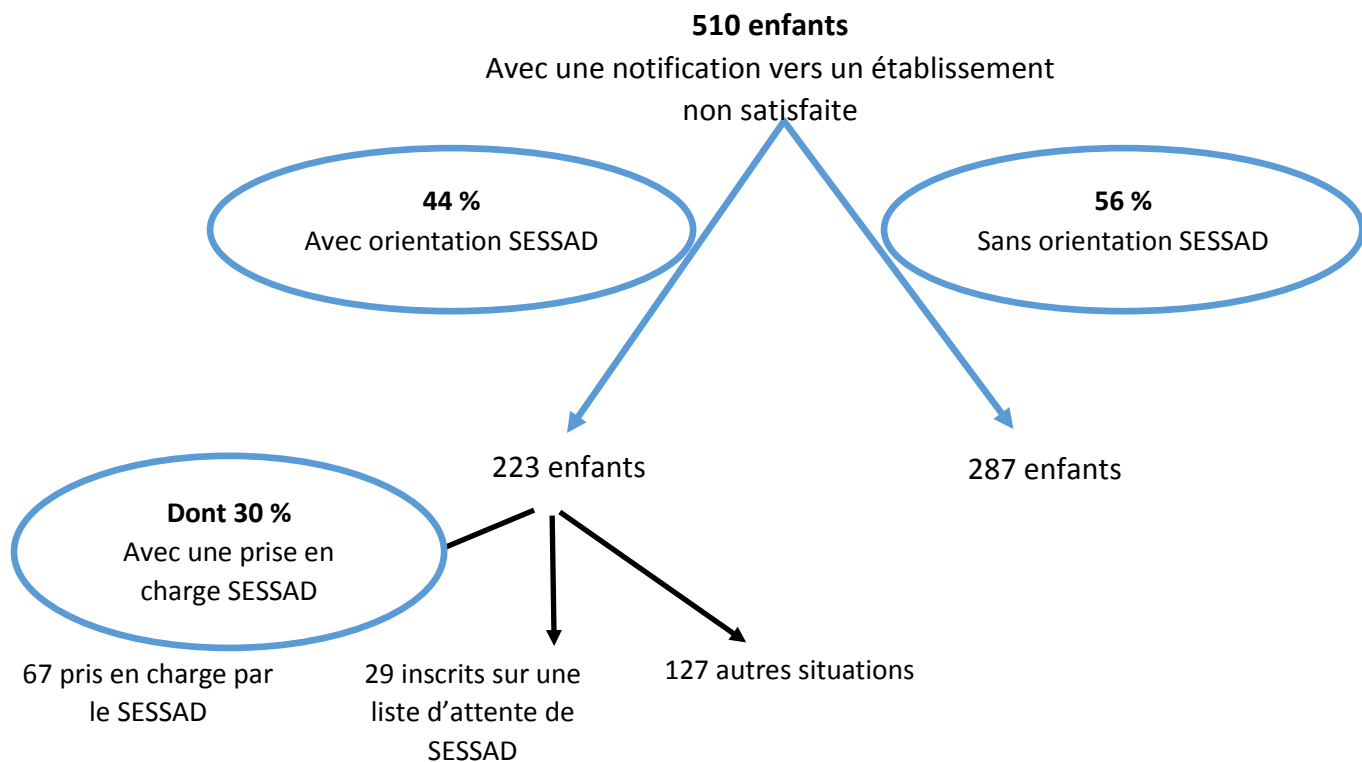 510 enfants
Avec une notification vers un établissement
non satisfaite
44 %
Avec orientation SESSAD
56 %
Sans orientation SESSAD
223 enfants
287 enfants
Dont 30 %
Avec une prise en
charge SESSAD
67 pris en charge par
le SESSAD
29 inscrits sur une
liste d’attente de
SESSAD
127 autres situations